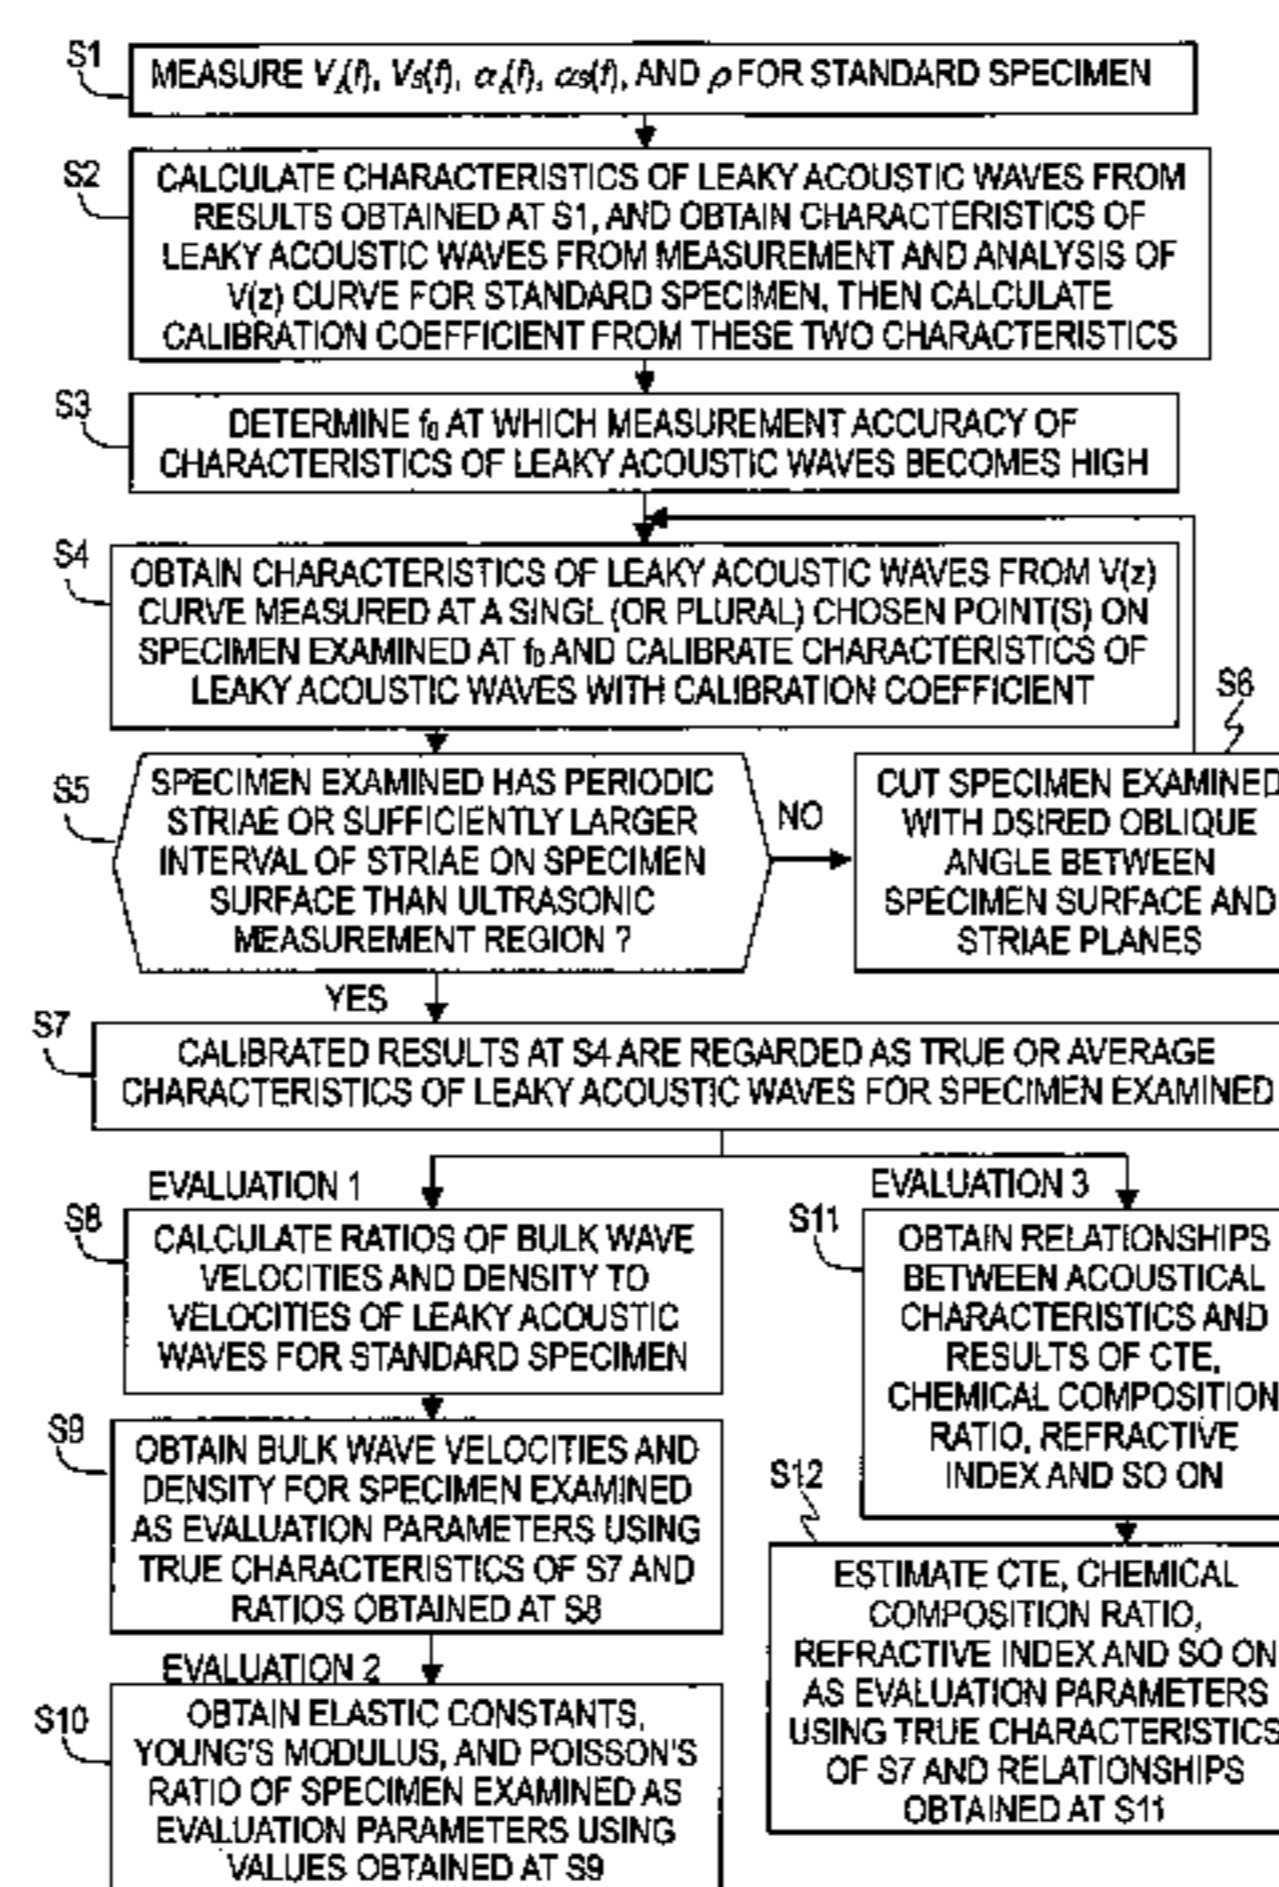 S1
MEASURE Vₗ(f), Vs(f), αₗ(f), αs(f), AND ρ FOR STANDARD SPECIMEN
S2
CALCULATE CHARACTERISTICS OF LEAKY ACOUSTIC WAVES FROM
RESULTS OBTAINED AT S1, AND OBTAIN CHARACTERISTICS OF
LEAKY ACOUSTIC WAVES FROM MEASUREMENT AND ANALYSIS OF
V(z) CURVE FOR STANDARD SPECIMEN, THEN CALCULATE
CALIBRATION COEFFICIENT FROM THESE TWO CHARACTERISTICS
S3
DETERMINE f₀ AT WHICH MEASUREMENT ACCURACY OF
CHARACTERISTICS OF LEAKY ACOUSTIC WAVES BECOMES HIGH
S4
OBTAIN CHARACTERISTICS OF LEAKY ACOUSTIC WAVES FROM V(z)
CURVE MEASURED AT A SINGL (OR PLURAL) CHOSEN POINT(S) ON
SPECIMEN EXAMINED AT f₀ AND CALIBRATE CHARACTERISTICS OF
LEAKY ACOUSTIC WAVES WITH CALIBRATION COEFFICIENT
S5
SPECIMEN EXAMINED HAS PERIODIC
STRIAE OR SUFFICIENTLY LARGER
INTERVAL OF STRIAE ON SPECIMEN
SURFACE THAN ULTRASONIC
MEASUREMENT REGION ?
NO
YES
S6
CUT SPECIMEN EXAMINED
WITH DSIRED OBLIQUE
ANGLE BETWEEN
SPECIMEN SURFACE AND
STRIAE PLANES
S7
CALIBRATED RESULTS AT S4 ARE REGARDED AS TRUE OR AVERAGE
CHARACTERISTICS OF LEAKY ACOUSTIC WAVES FOR SPECIMEN EXAMINED
EVALUATION 1
S8
CALCULATE RATIOS OF BULK WAVE
VELOCITIES AND DENSITY TO
VELOCITIES OF LEAKY ACOUSTIC
WAVES FOR STANDARD SPECIMEN
S9
OBTAIN BULK WAVE VELOCITIES AND
DENSITY FOR SPECIMEN EXAMINED
AS EVALUATION PARAMETERS USING
TRUE CHARACTERISTICS OF S7 AND
RATIOS OBTAINED AT S8
EVALUATION 2
S10
OBTAIN ELASTIC CONSTANTS,
YOUNG'S MODULUS, AND POISSON'S
RATIO OF SPECIMEN EXAMINED AS
EVALUATION PARAMETERS USING
VALUES OBTAINED AT S9
EVALUATION 3
S11
OBTAIN RELATIONSHIPS
BETWEEN ACOUSTICAL
CHARACTERISTICS AND
RESULTS OF CTE,
CHEMICAL COMPOSITION
RATIO, REFRACTIVE
INDEX AND SO ON
S12
ESTIMATE CTE, CHEMICAL
COMPOSITION RATIO,
REFRACTIVE INDEX AND SO ON
AS EVALUATION PARAMETERS
USING TRUE CHARACTERISTICS
OF S7 AND RELATIONSHIPS
OBTAINED AT S11